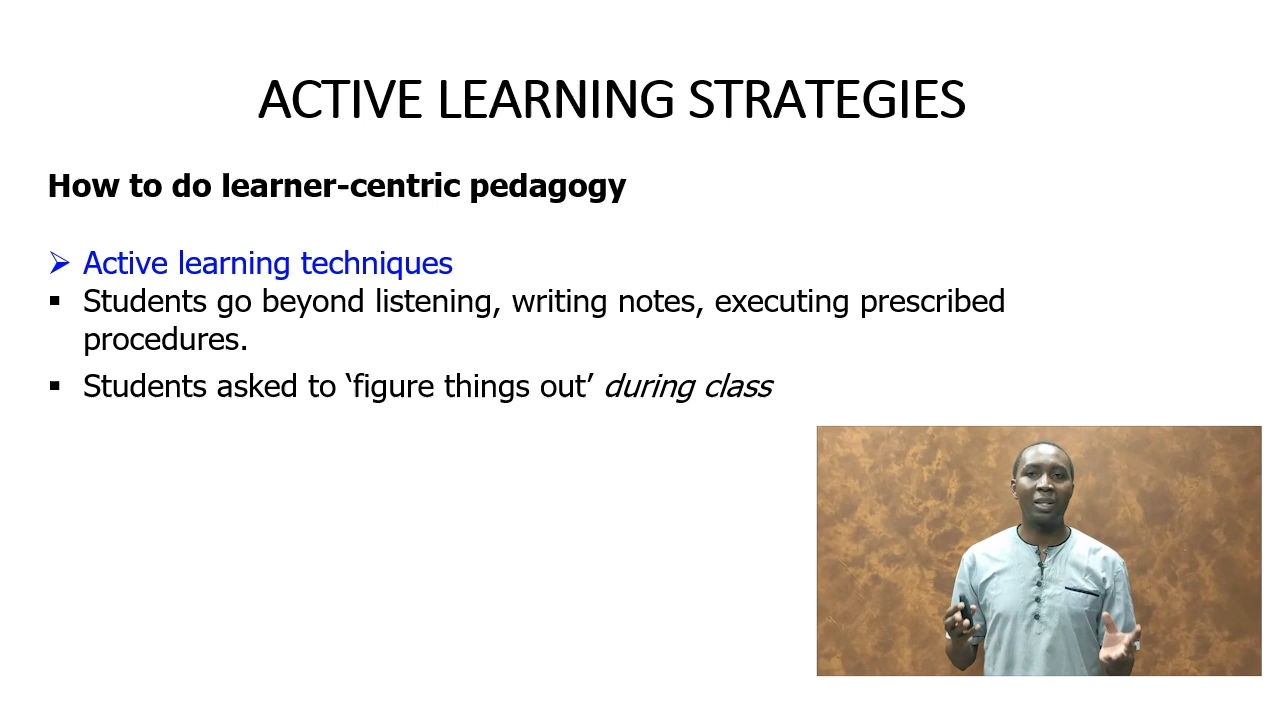 ACTIVE LEARNING STRATEGIES
How to do learner-centric pedagogy
➢ Active learning techniques
▪ Students go beyond listening, writing notes, executing prescribed
procedures.
▪ Students asked to ‘figure things out’ during class